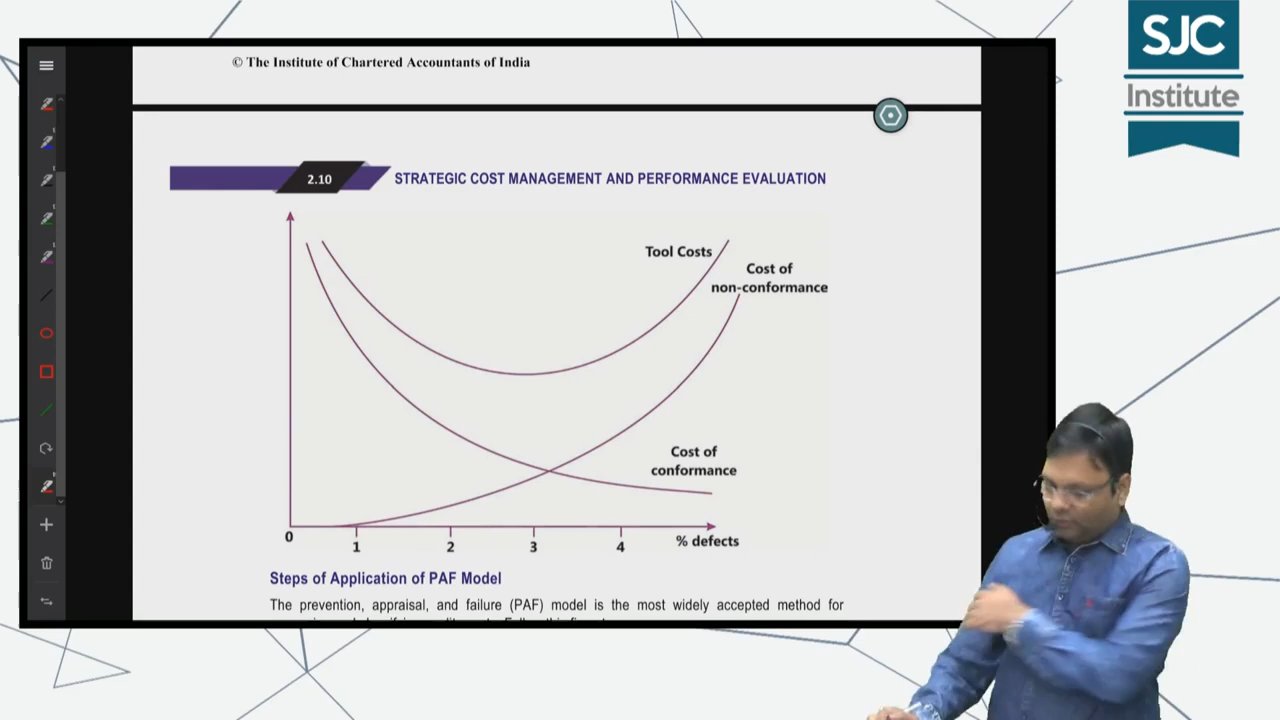 SJC
Institute
© The Institute of Chartered Accountants of India
2.10
STRATEGIC COST MANAGEMENT AND PERFORMANCE EVALUATION
Tool Costs
Cost of
non-conformance
Cost of
conformance
0
1
2
3
4
% defects
Steps of Application of PAF Model
The prevention, appraisal, and failure (PAF) model is the most widely accepted method for